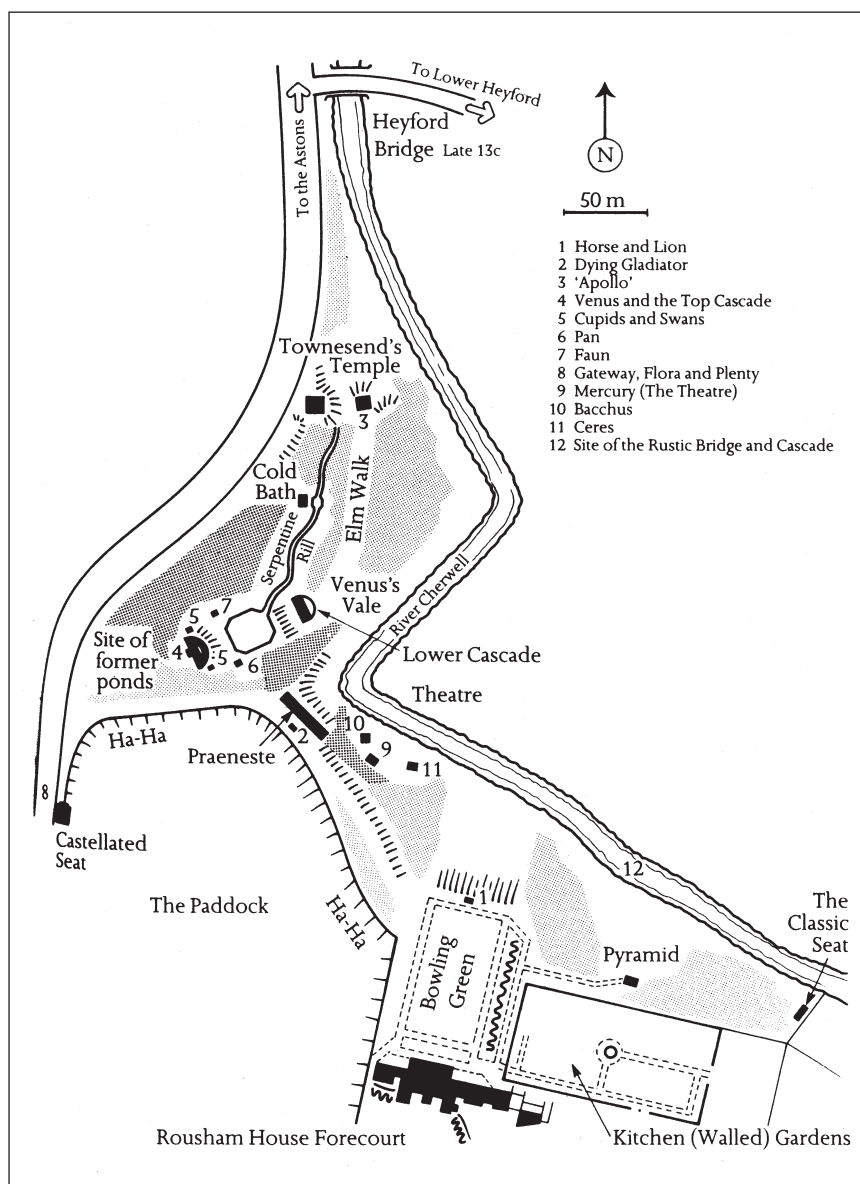 To Lower Heyford
To the Astons
Heyford
Bridge Late 13c
N
50 m
1 Horse and Lion
2 Dying Gladiator
3 'Apollo'
4 Venus and the Top Cascade
5 Cupids and Swans
6 Pan
7 Faun
8 Gateway, Flora and Plenty
9 Mercury (The Theatre)
10 Bacchus
11 Ceres
12 Site of the Rustic Bridge and Cascade
Townesend's
Temple
3
Cold
Bath
Elm Walk
Serpentine
Rill
Venus's
Vale
River Cherwell
5
7
Site of
former
ponds
4
5
6
Lower Cascade
Theatre
Ha-Ha
Praeneste
2
10
9
11
8
Castellated
Seat
The Paddock
Ha-Ha
12
1
The
Classic
Seat
Pyramid
Bowling
Green
Rousham House Forecourt
Kitchen (Walled) Gardens